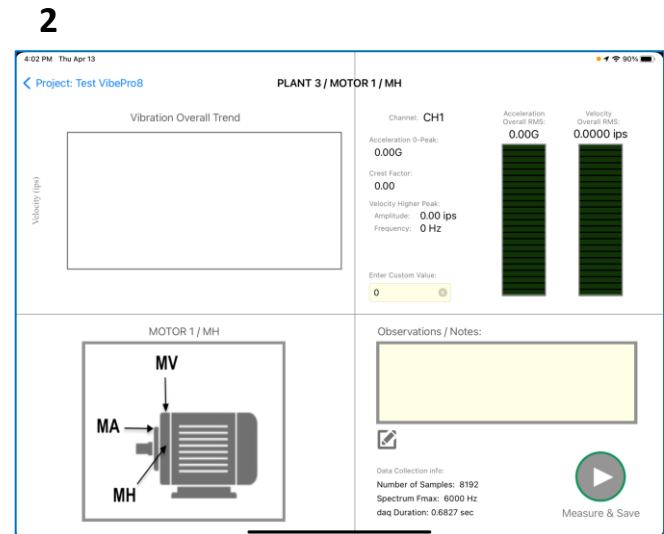 2
4:02 PM Thu Apr 13
90%
Project: Test VibePro8
PLANT 3 / MOTOR 1 / MH
Vibration Overall Trend
Velocity (ips)
Channel: CH1
Acceleration 0-Peak:
0.00G
Crest Factor:
0.00
Velocity Higher Peak:
Amplitude: 0.00 ips
Frequency: 0 Hz
Enter Custom Value:
0
Acceleration
Overall RMS:
0.00G
Velocity
Overall RMS:
0.0000 ips
MOTOR 1 / MH
MV
MA
MH
Observations / Notes:
Data Collection info:
Number of Samples: 8192
Spectrum Fmax: 6000 Hz
daq Duration: 0.6827 sec
Measure & Save